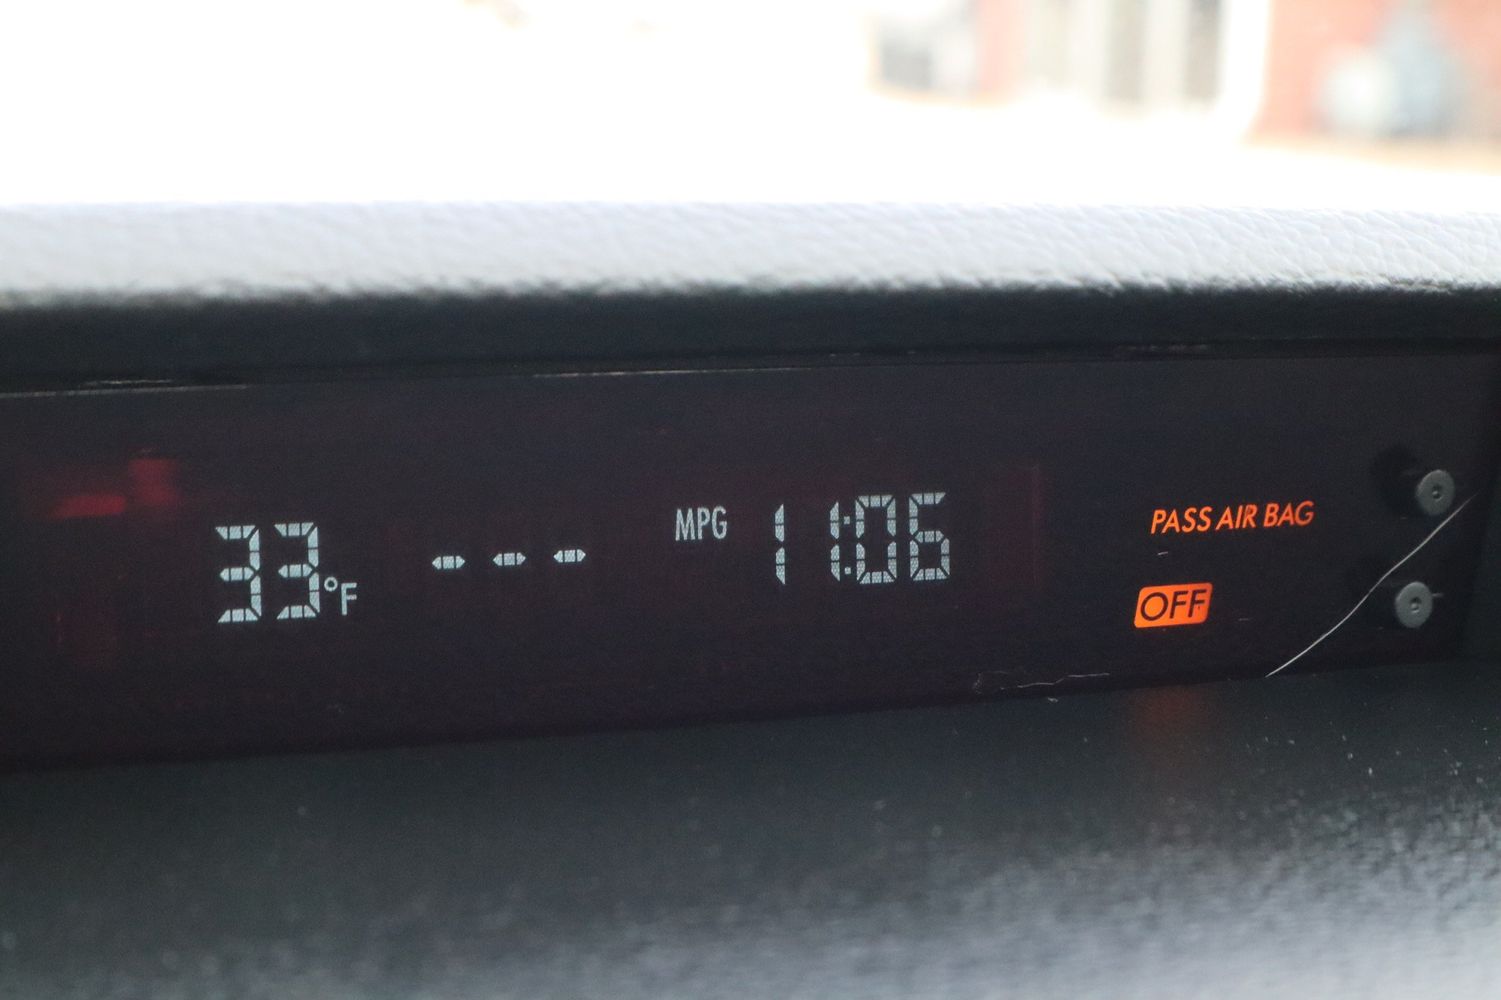 33°F --- MPG 11:06
PASS AIR BAG
OFF